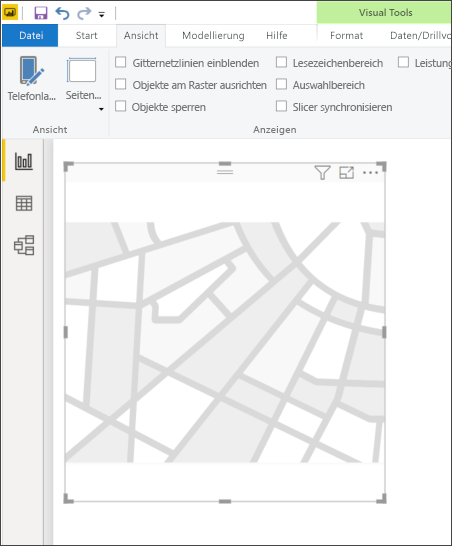 Visual Tools
Datei Start Ansicht Modellierung Hilfe Format Daten/Drillvo
Gitternetzlinien einblenden Lesezeichenbereich Leistung
Objekte am Raster ausrichten Auswahlbereich
Telefonla... Seiten...
Objekte sperren Slicer synchronisieren
Ansicht Anzeigen